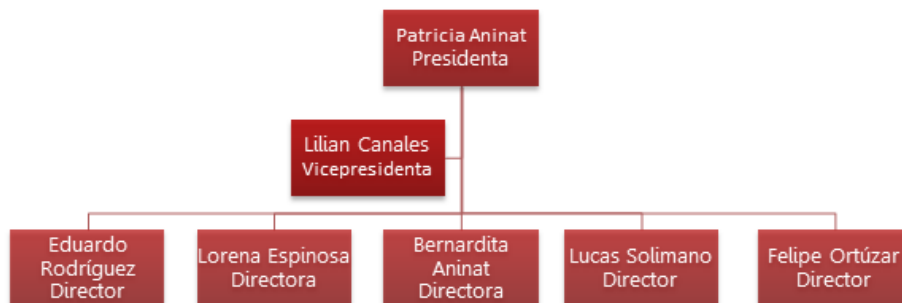 Patricia Aninat
Presidenta
Lilian Canales
Vicepresidenta
Eduardo
Rodríguez
Director
Lorena Espinosa
Directora
Bernardita
Aninat
Directora
Lucas Solimano
Director
Felipe Ortúzar
Director